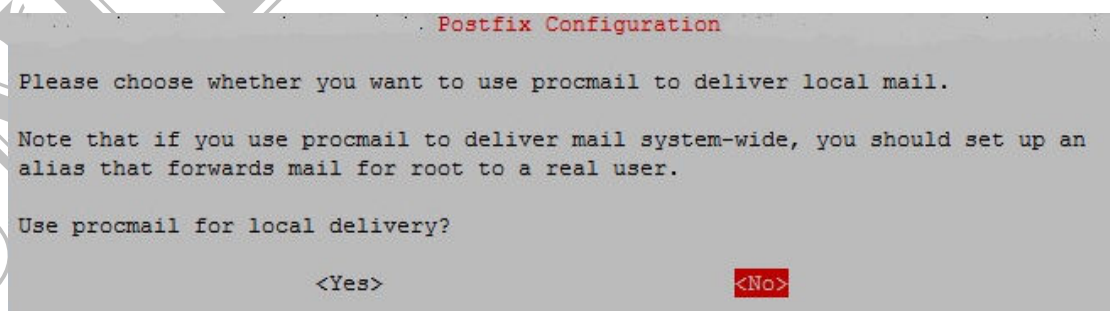 Postfix Configuration
Please choose whether you want to use procmail to deliver local mail.
Note that if you use procmail to deliver mail system-wide, you should set up an
alias that forwards mail for root to a real user.
Use procmail for local delivery?
<Yes> <No>